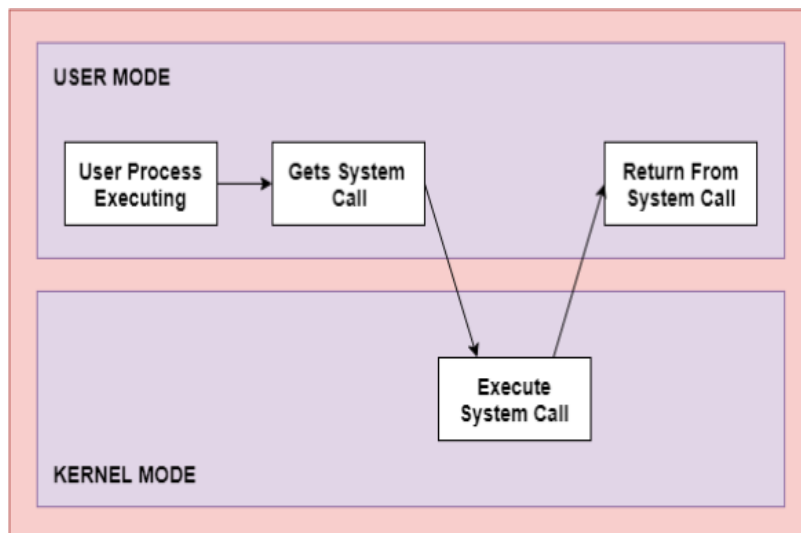 USER MODE
User Process
Executing
Gets System
Call
Return From
System Call
Execute
System Call
KERNEL MODE